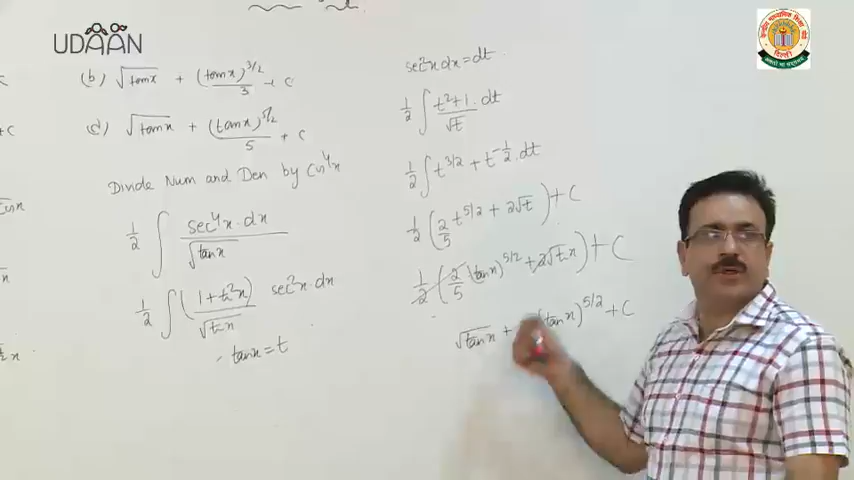 UDAAN
(b) √tanx + (tanx)^3/2 / 3 + C
(d) √tanx + (tanx)^5/2 / 5 + C
Divide Num and Den by Cos⁴x
1/2 ∫ sec⁴x·dx / √tanx
1/2 ∫ (1+tan²x) / √tanx sec²x·dx
tanx = t
sec²x dx = dt
1/2 ∫ t²+1 / √t · dt
1/2 ∫ t^3/2 + t^-1/2 · dt
1/2 (2/5 t^5/2 + 2√t) + C
1/2 (2/5 (tanx)^5/2 + 2√tanx) + C
√tanx + (tanx)^5/2 + C
+ C
+ C